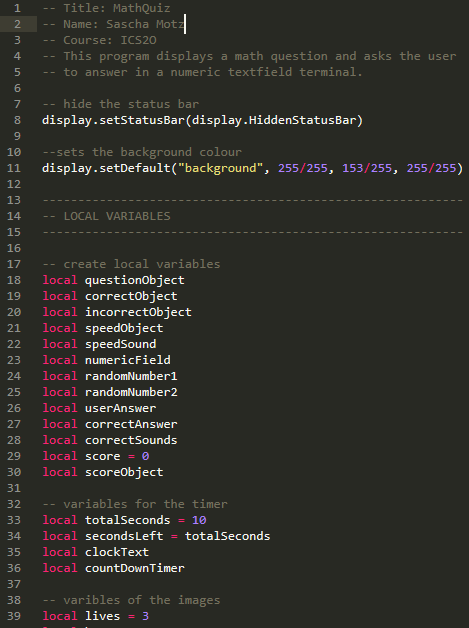 1 -- Title: MathQuiz
2 -- Name: Sascha Motz
3 -- Course: ICS2O
4 -- This program displays a math question and asks the user
5 -- to answer in a numeric textfield terminal.
6
7 -- hide the status bar
8 display.setStatusBar(display.HiddenStatusBar)
9
10 --sets the background colour
11 display.setDefault("background", 255/255, 153/255, 255/255)
12
13 -----------------------------------------------------------
14 -- LOCAL VARIABLES
15 -----------------------------------------------------------
16
17 -- create local variables
18 local questionObject
19 local correctObject
20 local incorrectObject
21 local speedObject
22 local speedSound
23 local numericField
24 local randomNumber1
25 local randomNumber2
26 local userAnswer
27 local correctAnswer
28 local correctSounds
29 local score = 0
30 local scoreObject
31
32 -- variables for the timer
33 local totalSeconds = 10
34 local secondsLeft = totalSeconds
35 local clockText
36 local countDownTimer
37
38 -- varibles of the images
39 local lives = 3